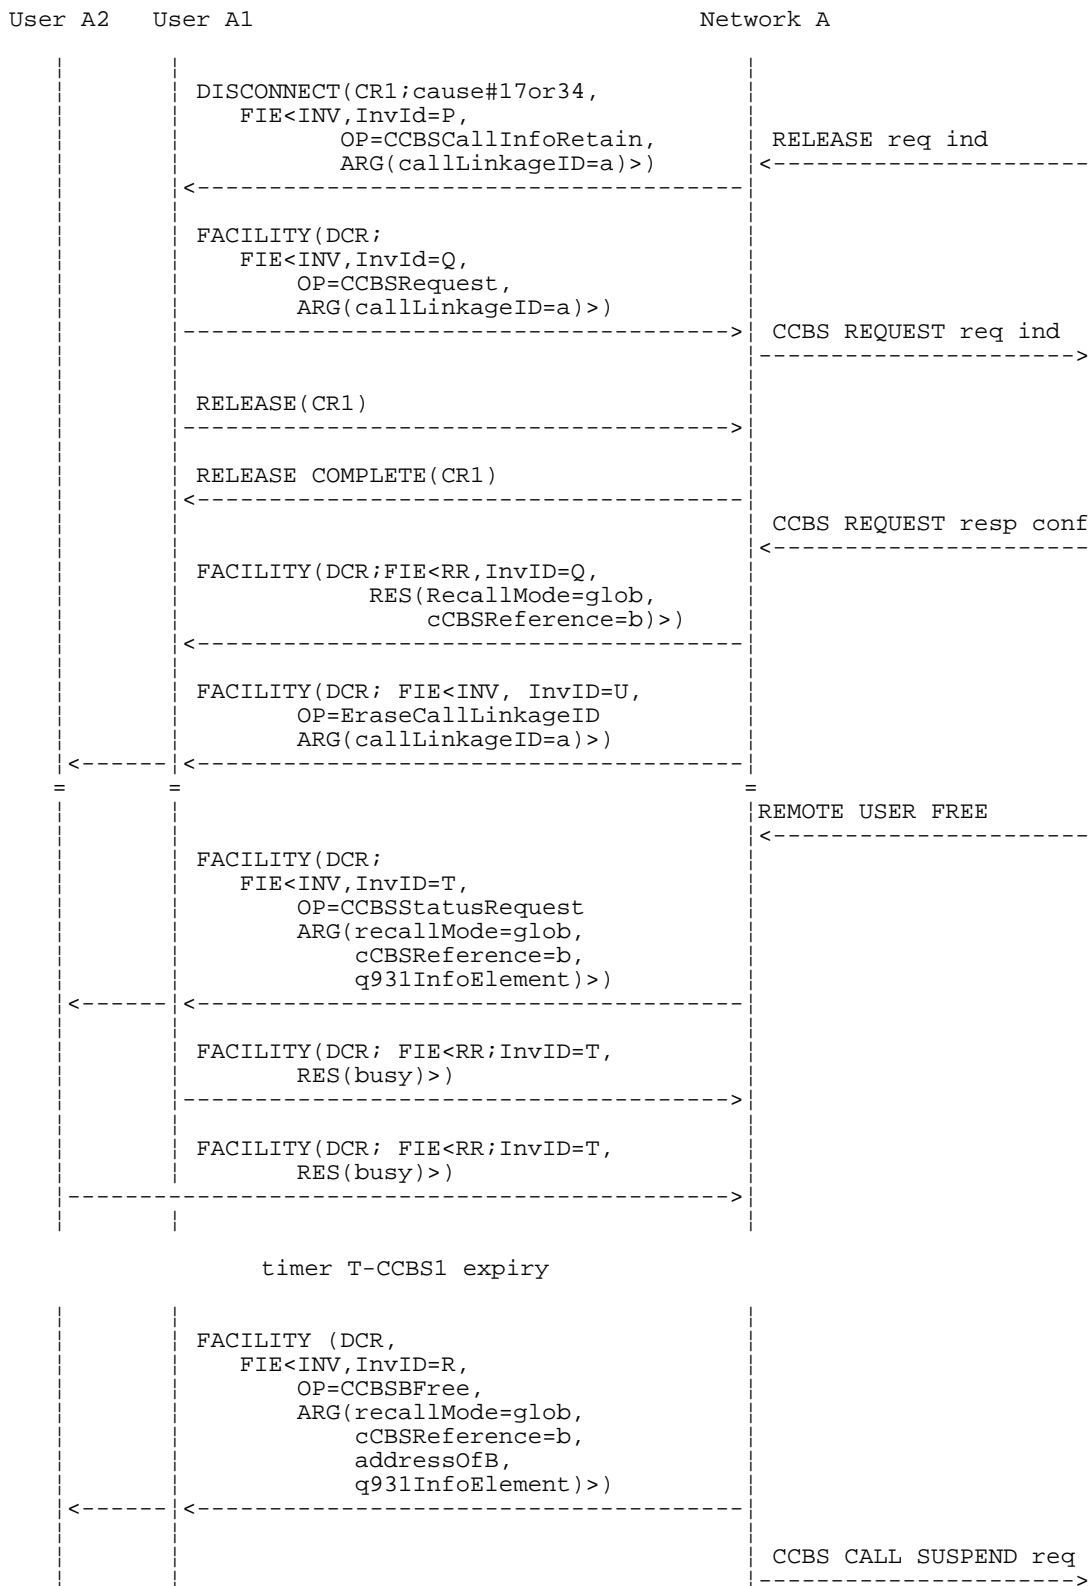 User A2 User A1 Network A
DISCONNECT(CR1;cause#17or34,
FIE<INV,InvId=P,
OP=CCBSCallInfoRetain,
RELEASE req ind
ARG(callLinkageID=a)>)
FACILITY(DCR;
FIE<INV,InvId=Q,
OP=CCBSRequest,
ARG(callLinkageID=a)>)
CCBS REQUEST req ind
RELEASE(CR1)
RELEASE COMPLETE(CR1)
CCBS REQUEST resp conf
FACILITY(DCR;FIE<RR,InvID=Q,
RES(RecallMode=glob,
cCBSReference=b)>)
FACILITY(DCR; FIE<INV, InvID=U,
OP=EraseCallLinkageID
ARG(callLinkageID=a)>)
REMOTE USER FREE
FACILITY(DCR;
FIE<INV,InvID=T,
OP=CCBSStatusRequest
ARG(recallMode=glob,
cCBSReference=b,
q931InfoElement)>)
FACILITY(DCR; FIE<RR;InvID=T,
RES(busy)>)
FACILITY(DCR; FIE<RR;InvID=T,
RES(busy)>)
timer T-CCBS1 expiry
FACILITY (DCR,
FIE<INV,InvID=R,
OP=CCBSBFree,
ARG(recallMode=glob,
cCBSReference=b,
addressOfB,
q931InfoElement)>)
CCBS CALL SUSPEND req